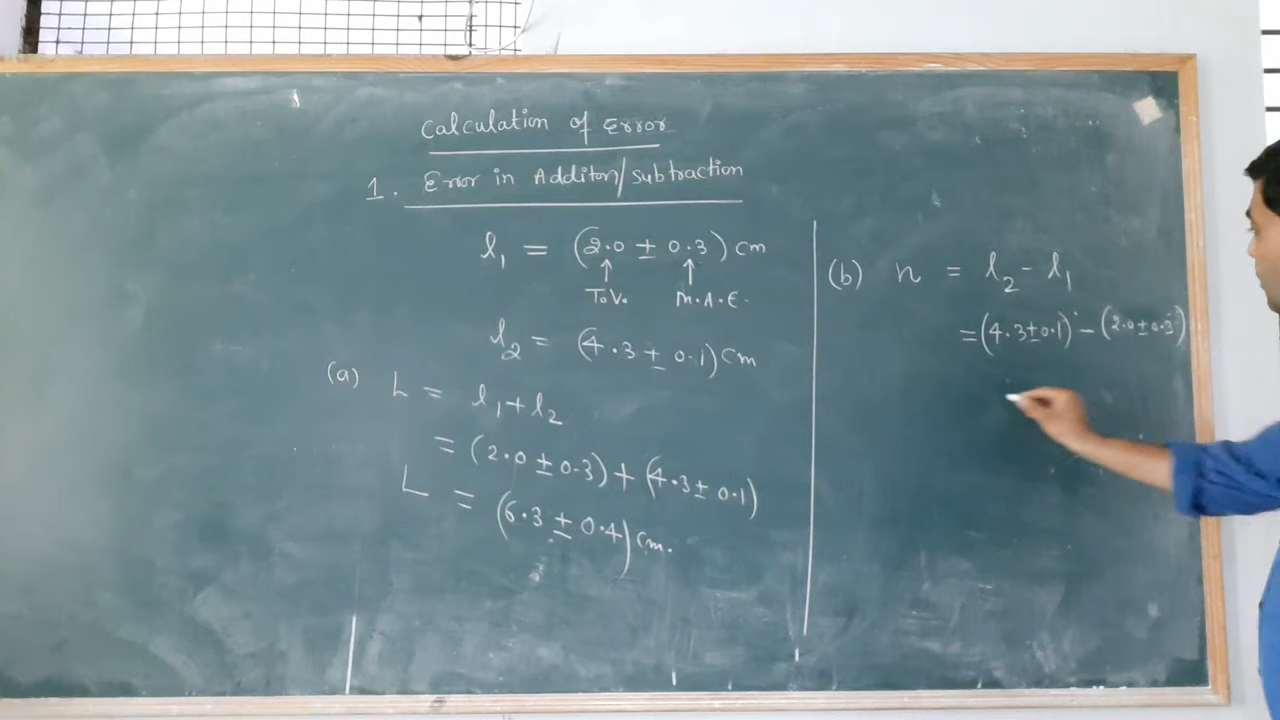 Calculation of Error
1. Error in Additon/subtraction
l₁ = (2.0 ± 0.3) cm
↑ ↑
T.V. M.A.E.
l₂ = (4.3 ± 0.1) cm
(a) L = l₁ + l₂
= (2.0 ± 0.3) + (4.3 ± 0.1)
L = (6.3 ± 0.4) cm.
(b) n = l₂ - l₁
= (4.3 ± 0.1) - (2.0 ± 0.3)